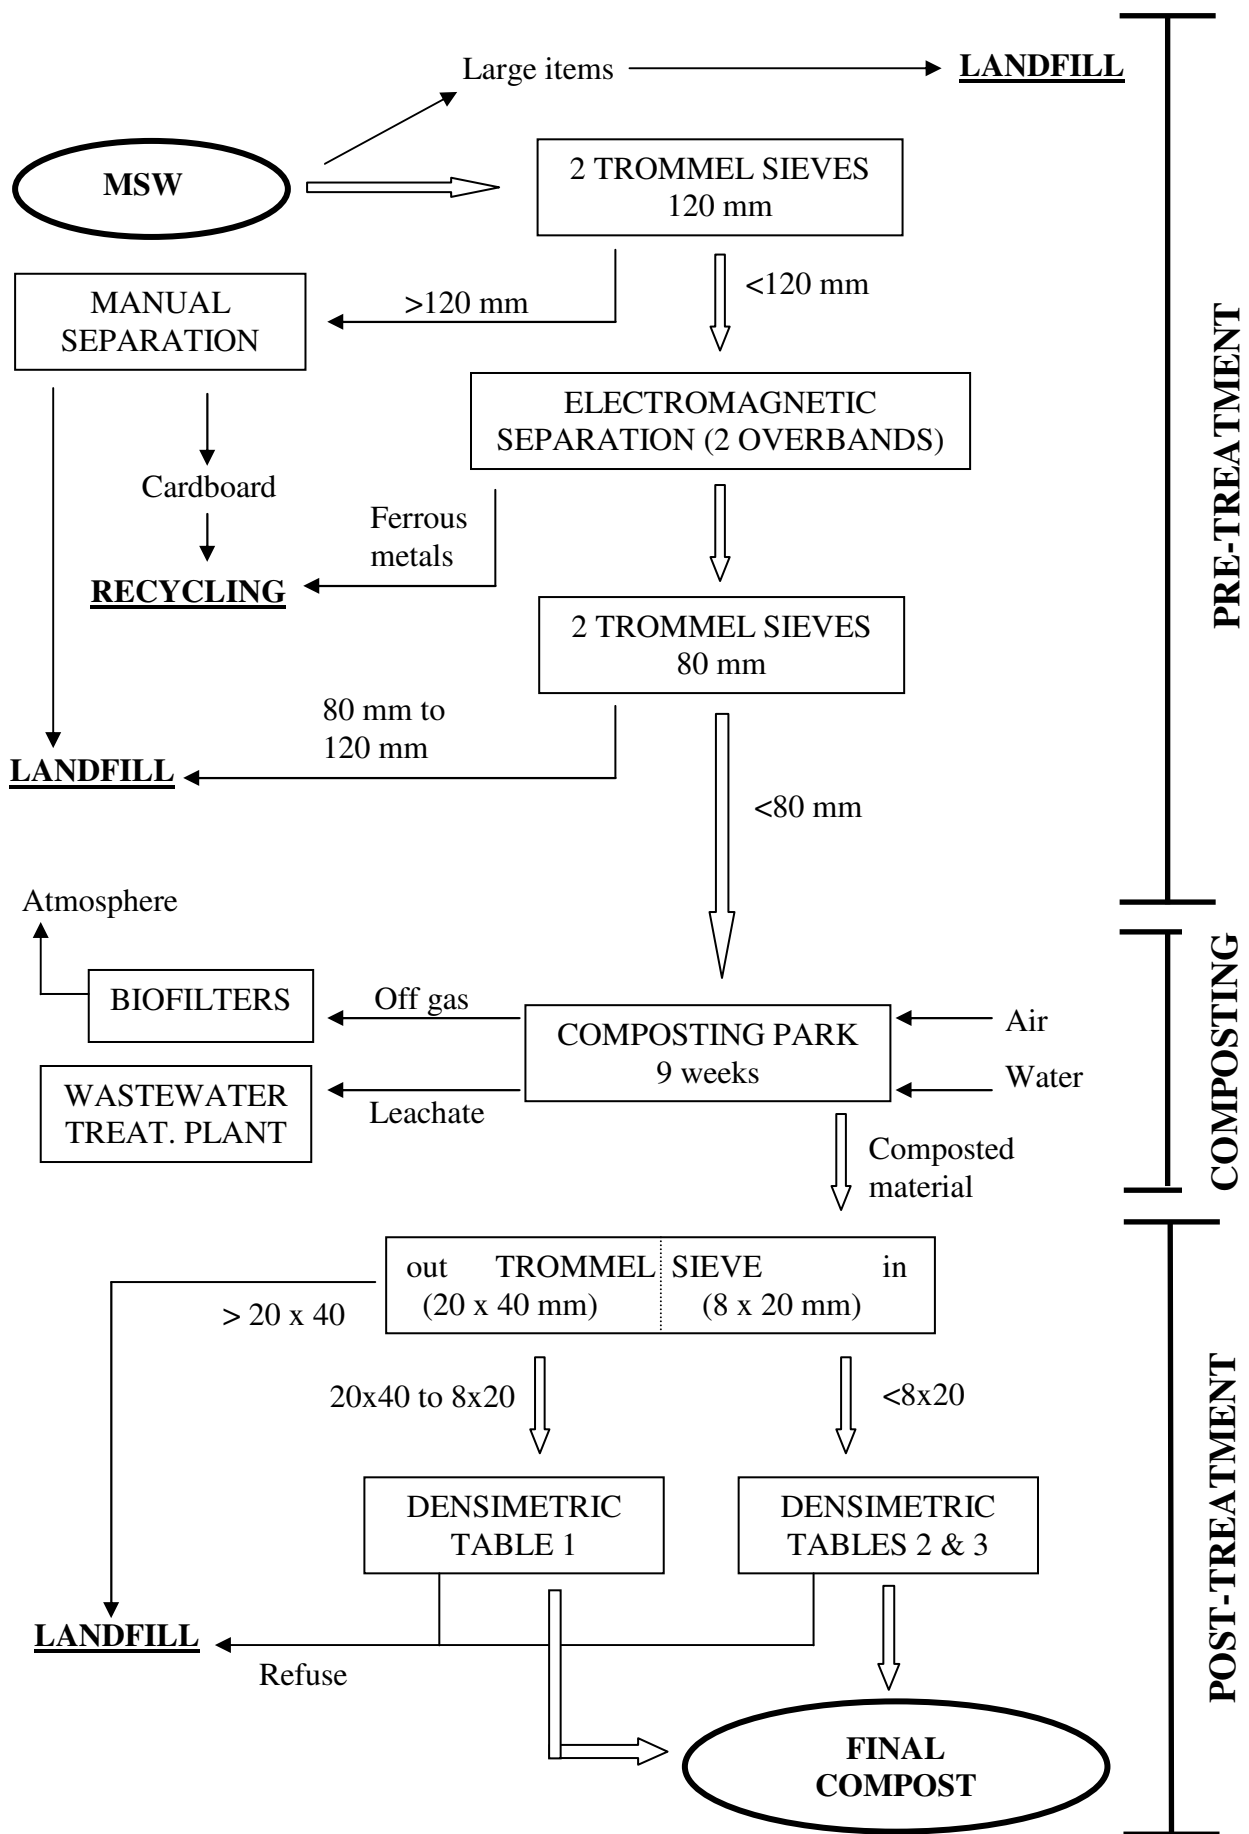 Large items
LANDFILL
MSW
2 TROMMEL SIEVES
120 mm
MANUAL
SEPARATION
>120 mm
<120 mm
ELECTROMAGNETIC
SEPARATION (2 OVERBANDS)
Cardboard
Ferrous
metals
RECYCLING
2 TROMMEL SIEVES
80 mm
80 mm to
120 mm
LANDFILL
<80 mm
PRE-TREATMENT
Atmosphere
BIOFILTERS
Off gas
COMPOSTING PARK
9 weeks
Air
Water
WASTEWATER
TREAT. PLANT
Leachate
Composted
material
COMPOSTING
out TROMMEL SIEVE in
(20 x 40 mm) (8 x 20 mm)
> 20 x 40
20x40 to 8x20
<8x20
DENSIMETRIC
TABLE 1
DENSIMETRIC
TABLES 2 & 3
LANDFILL
Refuse
FINAL
COMPOST
POST-TREATMENT